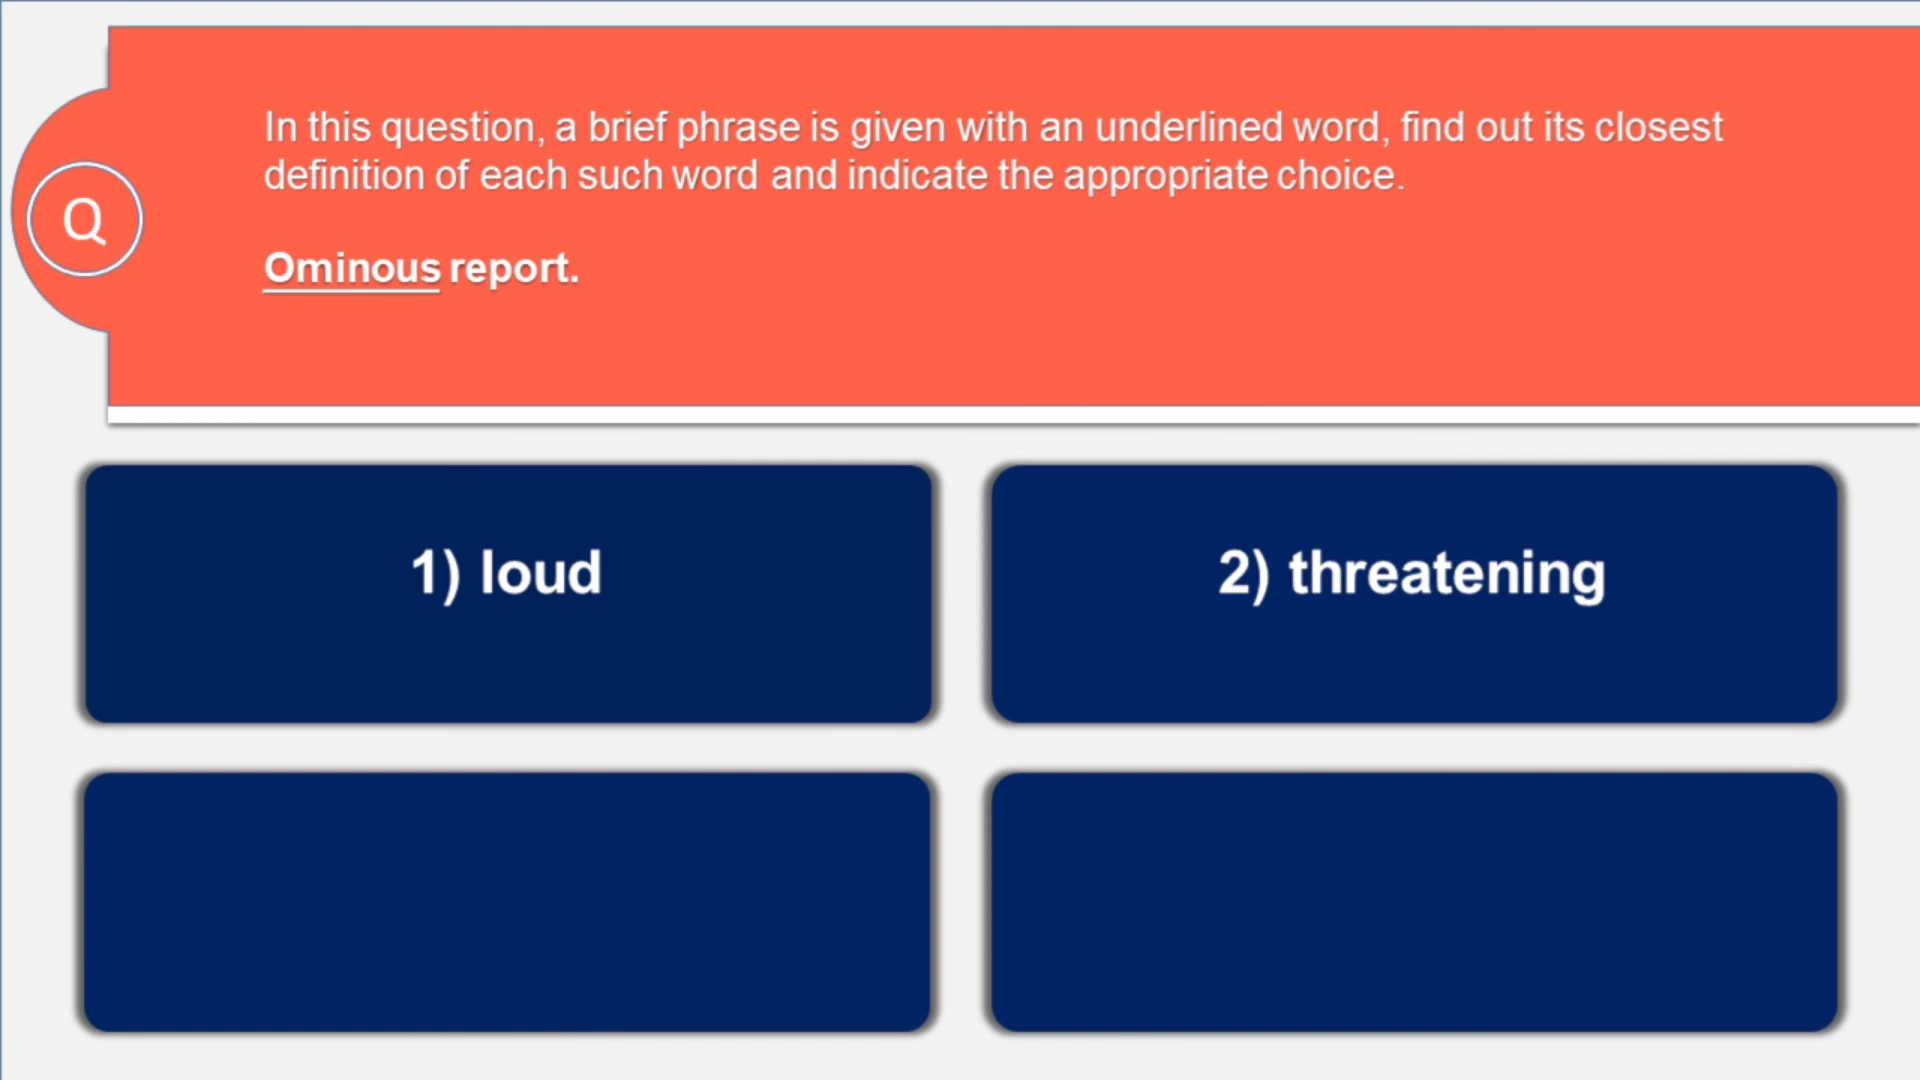 In this question, a brief phrase is given with an underlined word, find out its closest
definition of each such word and indicate the appropriate choice.
Q
Ominous report.
1) loud
2) threatening